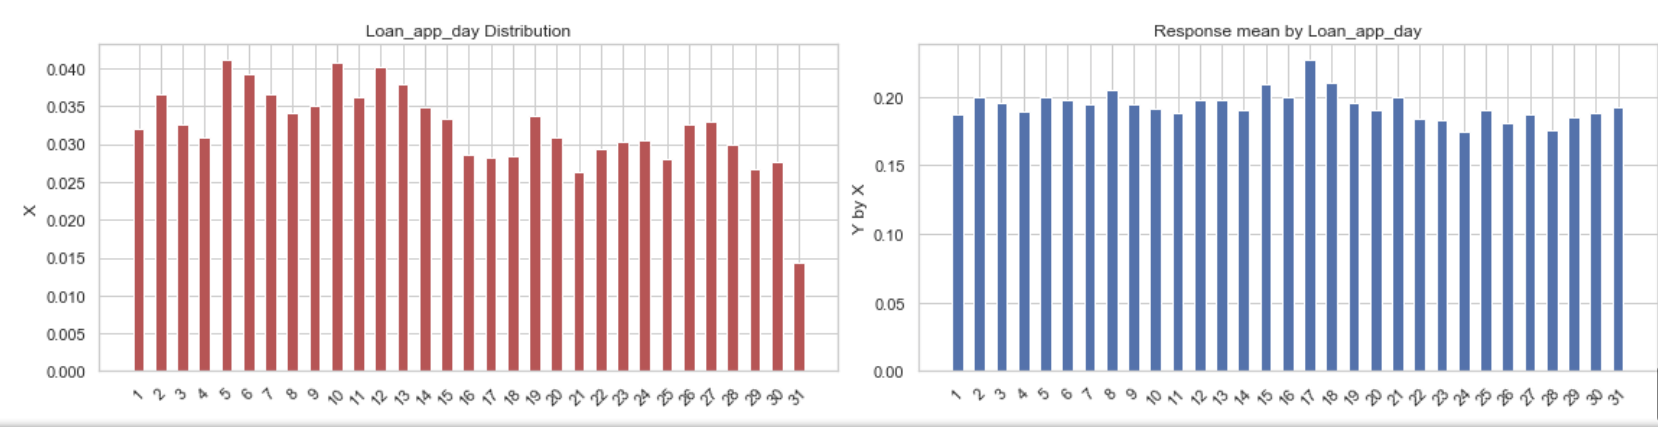 Loan_app_day Distribution
X
0.040
0.035
0.030
0.025
0.020
0.015
0.010
0.005
0.000
1 2 3 4 5 6 7 8 9 10 11 12 13 14 15 16 17 18 19 20 21 22 23 24 25 26 27 28 29 30 31
Response mean by Loan_app_day
Y by X
0.20
0.15
0.10
0.05
0.00
1 2 3 4 5 6 7 8 9 10 11 12 13 14 15 16 17 18 19 20 21 22 23 24 25 26 27 28 29 30 31